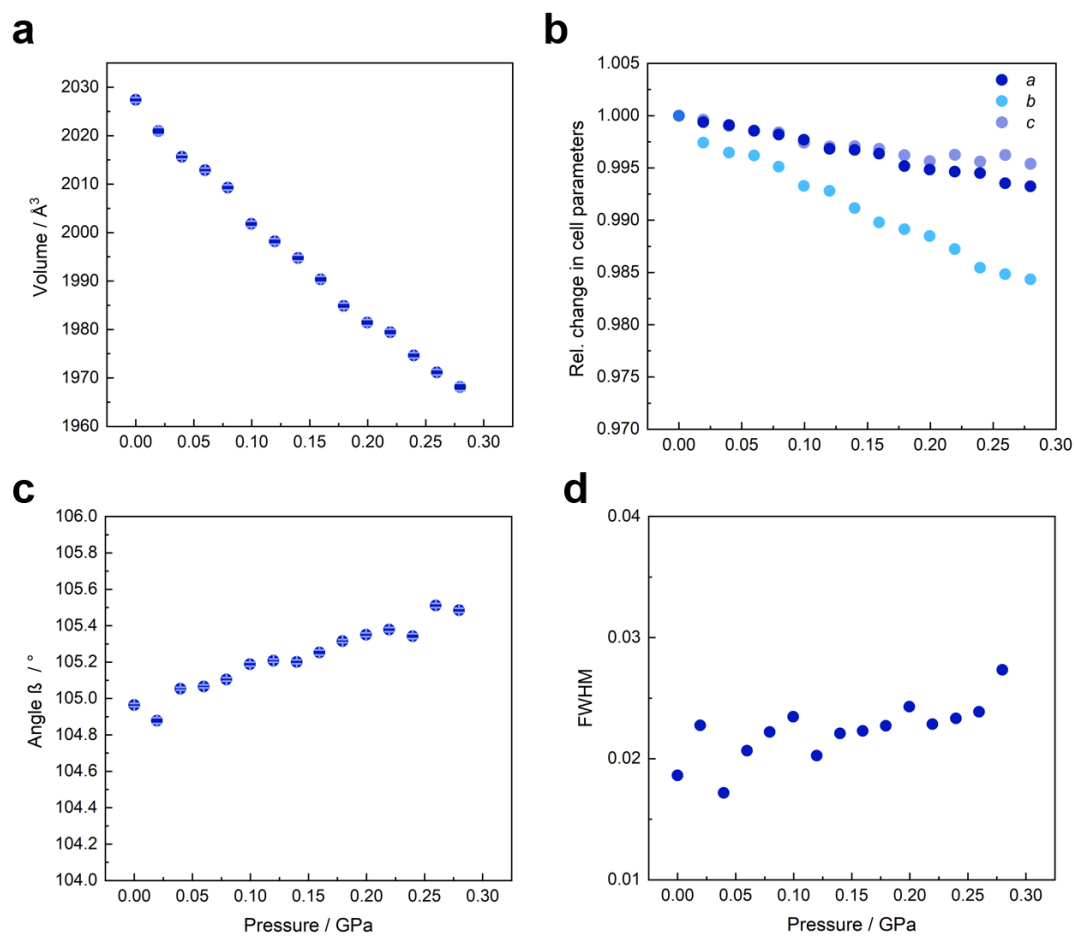 a
2030
2020
2010
2000
1990
1980
1970
1960
Volume / Å³
0.00 0.05 0.10 0.15 0.20 0.25 0.30
b
1.005
1.000
0.995
0.990
0.985
0.980
0.975
0.970
Rel. change in cell parameters
a
b
c
0.00 0.05 0.10 0.15 0.20 0.25 0.30
c
106.0
105.8
105.6
105.4
105.2
105.0
104.8
104.6
104.4
104.2
104.0
Angle ß / °
0.00 0.05 0.10 0.15 0.20 0.25 0.30
Pressure / GPa
d
0.04
0.03
0.02
0.01
FWHM
0.00 0.05 0.10 0.15 0.20 0.25 0.30
Pressure / GPa